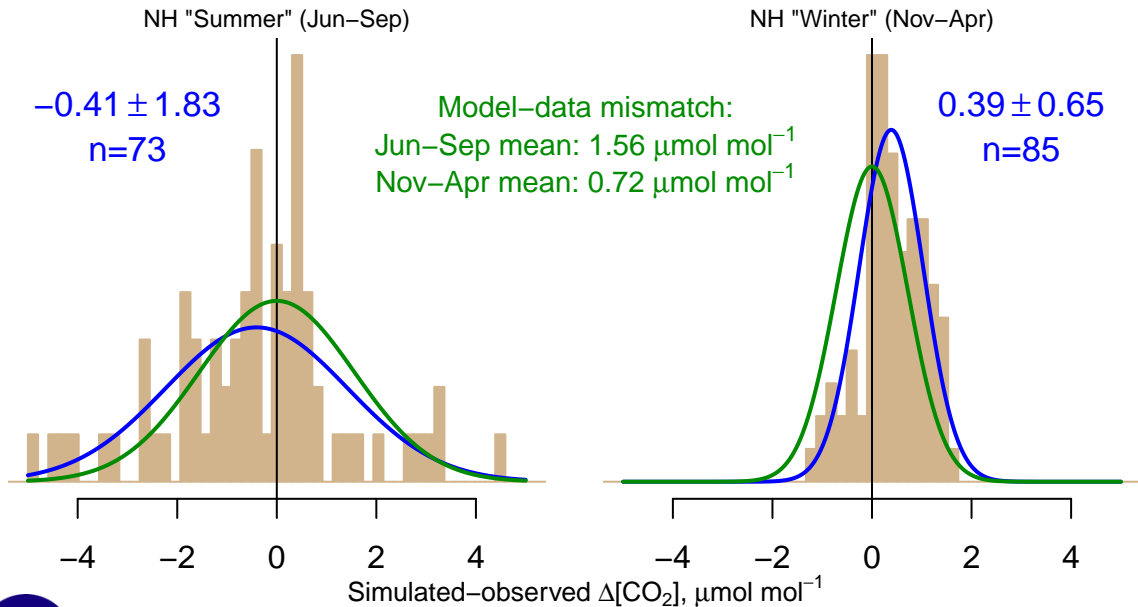 NH "Summer" (Jun−Sep)
−0.41 ± 1.83
n=73
Model−data mismatch:
Jun−Sep mean: 1.56 μmol mol⁻¹
Nov−Apr mean: 0.72 μmol mol⁻¹
NH "Winter" (Nov−Apr)
0.39 ± 0.65
n=85
−4 −2 0 2 4
−4 −2 0 2 4
Simulated−observed Δ[CO₂], μmol mol⁻¹